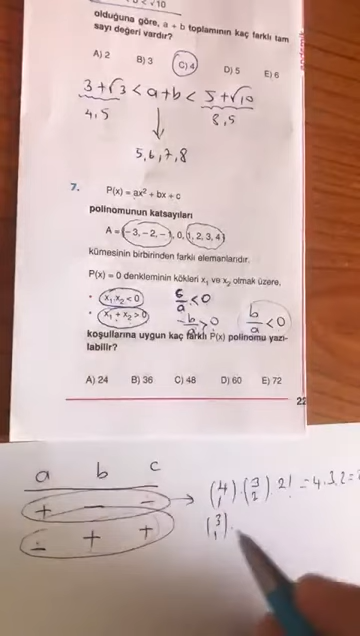 olduğuna göre, a + b toplamının kaç farklı tam
sayı değeri vardır?
A) 2 B) 3 C) 4 D) 5 E) 6
3+√3 < a+b < 5+√10
4,5 8,5
5,6,7,8
7. P(x) = ax² + bx + c
polinomunun katsayıları
A = {-3, -2, -1, 0, 1, 2, 3, 4}
kümesinin birbirinden farklı elemanlarıdır.
P(x) = 0 denkleminin kökleri x₁ ve x₂ olmak üzere,
• x₁.x₂ < 0 c/a < 0
• x₁ + x₂ > 0 -b/a > 0 b/a < 0
koşullarına uygun kaç farklı P(x) polinomu yazı-
labilir?
A) 24 B) 36 C) 48 D) 60 E) 72
22
a b c
+ - - → (4 1).(3 2).2! = 4.3.2=
- + + (3 1).